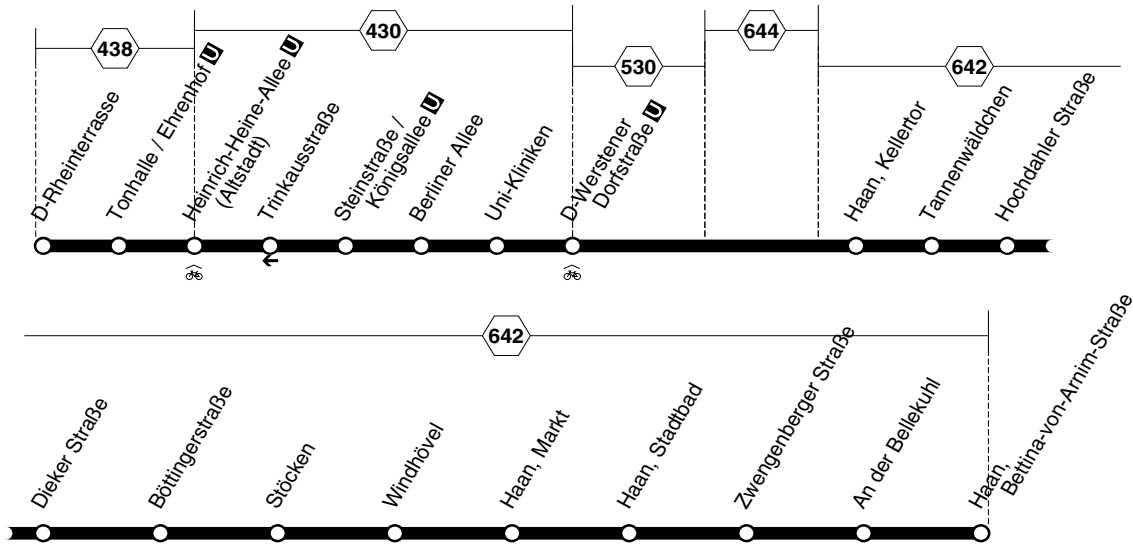 438
430
530
644
642
D-Rheinterrasse
Tonhalle / Ehrenhof U
Heinrich-Heine-Allee U
(Altstadt)
Trinkausstraße
Steinstraße /
Königsallee U
Berliner Allee
Uni-Kliniken
D-Werstener
Dorfstraße U
Haan, Kellertor
Tannenwäldchen
Hochdahler Straße
642
Dieker Straße
Böttingerstraße
Stöcken
Windhövel
Haan, Markt
Haan, Stadtbad
Zwengenberger Straße
An der Bellekuhl
Haan,
Bettina-von-Arnim-Straße